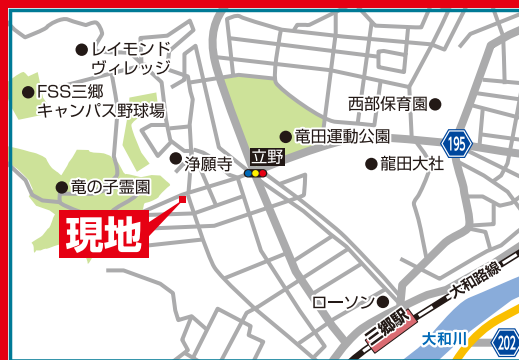 レイモンド
ヴィレッジ
FSS三郷
キャンパス野球場
西部保育園
竜田運動公園
195
立野
浄願寺
龍田大社
竜の子霊園
現地
大和路線
ローソン
三郷駅
大和川
202